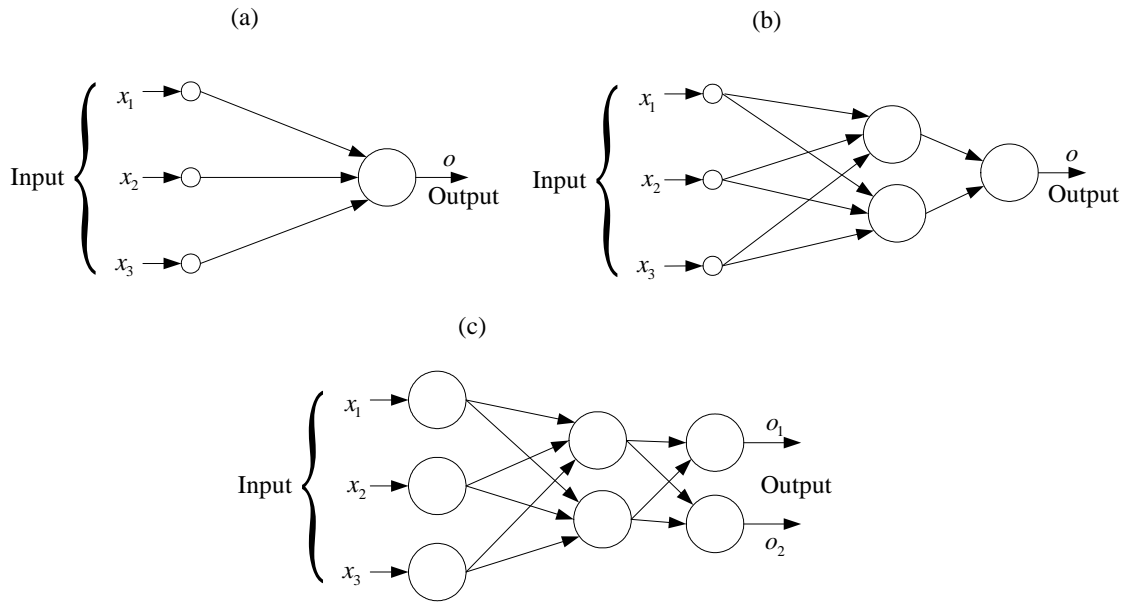 (a)
x1
x2
x3
Input
o
Output
(b)
x1
x2
x3
Input
o
Output
(c)
x1
x2
x3
Input
o1
Output
o2